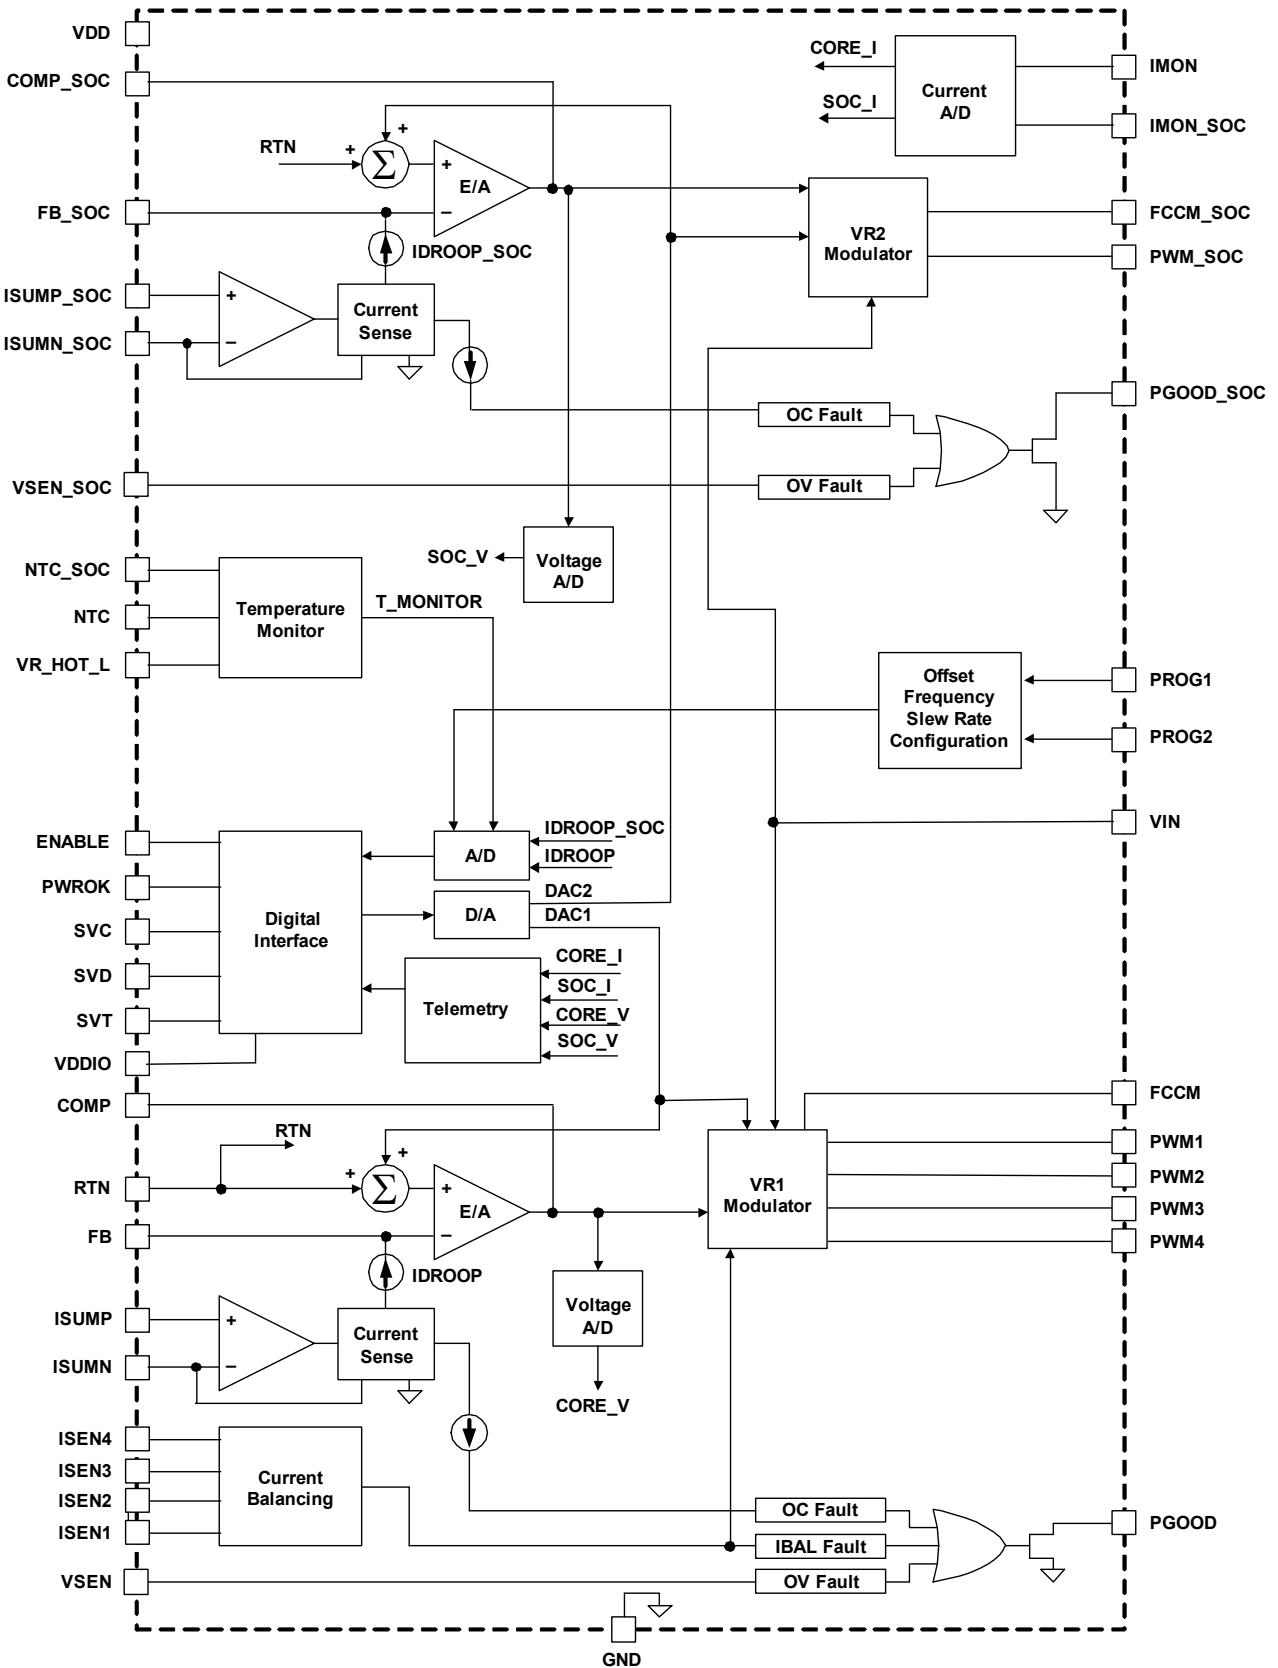 VDD
COMP_SOC
CORE_I
IMON
SOC_I
Current
A/D
IMON_SOC
RTN
+
+
Σ
+
E/A
−
FB_SOC
IDROOP_SOC
VR2
Modulator
FCCM_SOC
PWM_SOC
ISUMP_SOC
+
ISUMN_SOC
−
Current
Sense
PGOOD_SOC
OC Fault
VSEN_SOC
OV Fault
SOC_V
Voltage
A/D
NTC_SOC
NTC
VR_HOT_L
Temperature
Monitor
T_MONITOR
Offset
Frequency
Slew Rate
Configuration
PROG1
PROG2
VIN
ENABLE
PWROK
SVC
SVD
SVT
VDDIO
Digital
Interface
A/D
IDROOP_SOC
IDROOP
D/A
DAC2
DAC1
Telemetry
CORE_I
SOC_I
CORE_V
SOC_V
COMP
RTN
RTN
+
+
Σ
+
E/A
−
FB
IDROOP
VR1
Modulator
FCCM
PWM1
PWM2
PWM3
PWM4
ISUMP
+
ISUMN
−
Current
Sense
Voltage
A/D
CORE_V
ISEN4
ISEN3
ISEN2
ISEN1
Current
Balancing
OC Fault
IBAL Fault
OV Fault
PGOOD
VSEN
GND